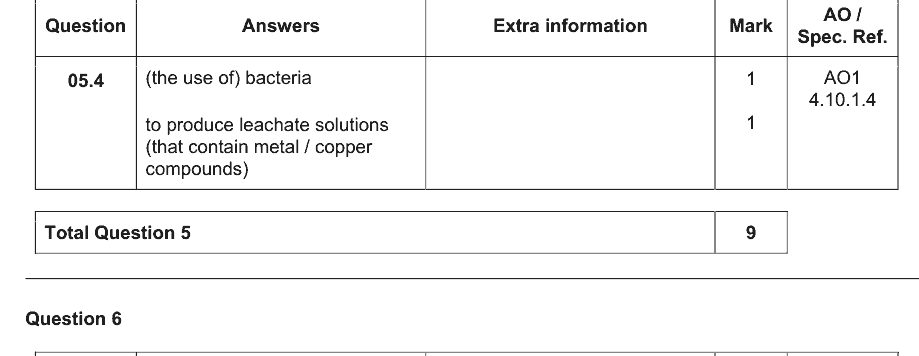 Question Answers Extra information Mark AO /
Spec. Ref.
05.4 (the use of) bacteria 1 AO1
4.10.1.4
to produce leachate solutions 1
(that contain metal / copper
compounds)
Total Question 5 9
Question 6